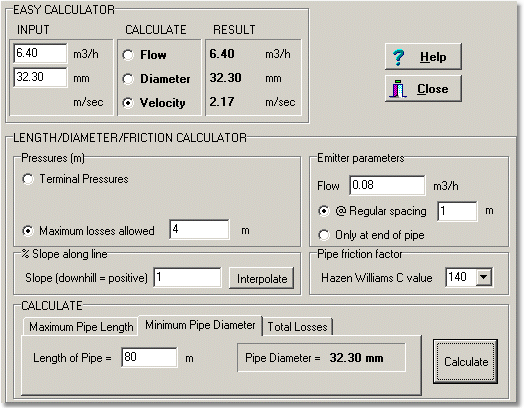 EASY CALCULATOR
INPUT CALCULATE RESULT
6.40 m3/h Flow 6.40 m3/h
32.30 mm Diameter 32.30 mm
m/sec Velocity 2.17 m/sec
Help
Close
LENGTH/DIAMETER/FRICTION CALCULATOR
Pressures (m)
Terminal Pressures
Maximum losses allowed 4 m
Emitter parameters
Flow 0.08 m3/h
@ Regular spacing 1 m
Only at end of pipe
% Slope along line
Slope (downhill = positive) 1 Interpolate
Pipe friction factor
Hazen Williams C value 140
CALCULATE
Maximum Pipe Length Minimum Pipe Diameter Total Losses
Length of Pipe = 80 m Pipe Diameter = 32.30 mm
Calculate